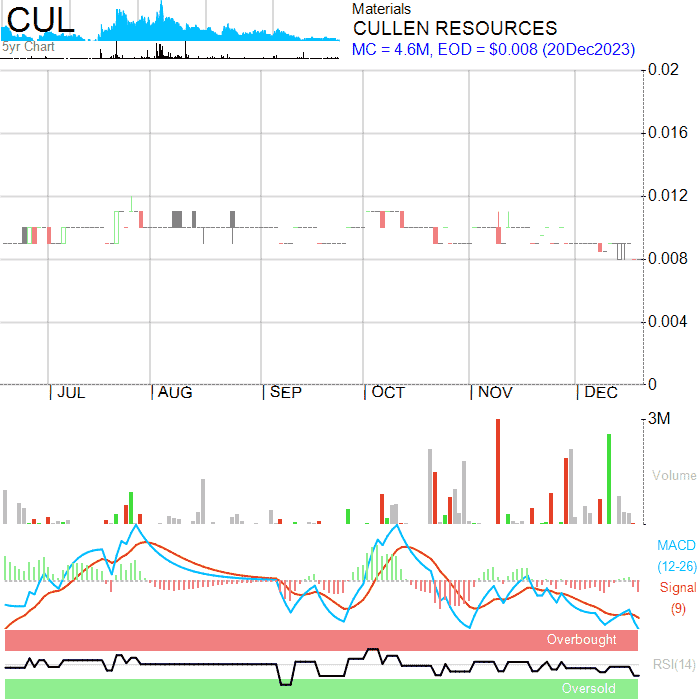 CUL
5yr Chart
Materials
CULLEN RESOURCES
MC = 4.6M, EOD = $0.008 (20Dec2023)
0.02
0.016
0.012
0.008
0.004
0
| JUL | AUG | SEP | OCT | NOV | DEC
3M
Volume
MACD
(12-26)
Signal
(9)
Overbought
RSI(14)
Oversold